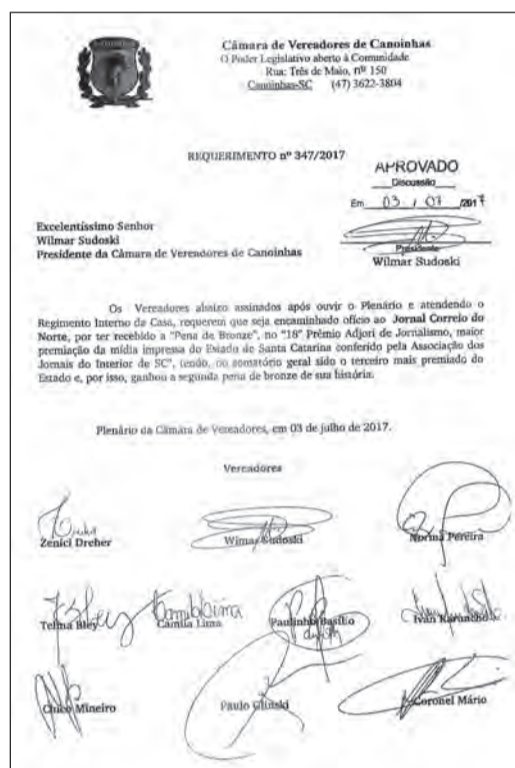 Câmara de Vereadores de Canoinhas
O Poder Legislativo aberto à Comunidade
Rua: Três de Maio, nº 150
Canoinhas-SC (47) 3622-3804
REQUERIMENTO nº 347/2017
APROVADO
Discussão
Em 03 / 07 /2017
Presidente
Wilmar Sudoski
Excelentíssimo Senhor
Wilmar Sudoski
Presidente da Câmara de Vereadores de Canoinhas
Os Vereadores abaixo assinados após ouvir o Plenário e atendendo o
Regimento Interno da Casa, requerem que seja encaminhado ofício ao Jornal Correio do
Norte, por ter recebido a "Pena de Bronze", no "18º Prêmio Adjori de Jornalismo, maior
premiação da mídia impressa do Estado de Santa Catarina conferido pela Associação dos
Jornais do Interior de SC", tendo, no somatório geral sido o terceiro mais premiado do
Estado e, por isso, ganhou a segunda pena de bronze de sua história.
Plenário da Câmara de Vereadores, em 03 de julho de 2017.
Vereadores
Zenici Dreher Wimar Sudoski Norma Pereira
Telma Bley Camila Lima Paulinho Basilio Ivan Karnacho
Chico Mineiro Paulo Glinski Coronel Mário